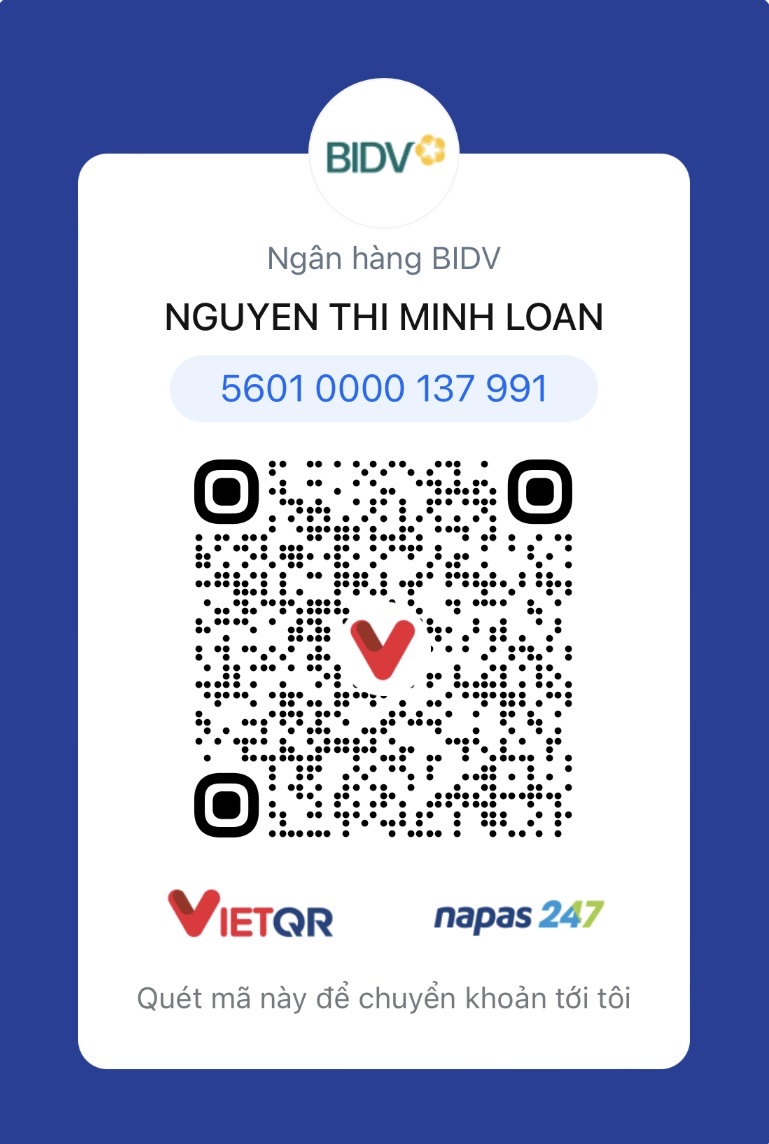 BIDV
Ngân hàng BIDV
NGUYEN THI MINH LOAN
5601 0000 137 991
VIETQR
napas 247
Quét mã này để chuyển khoản tới tôi